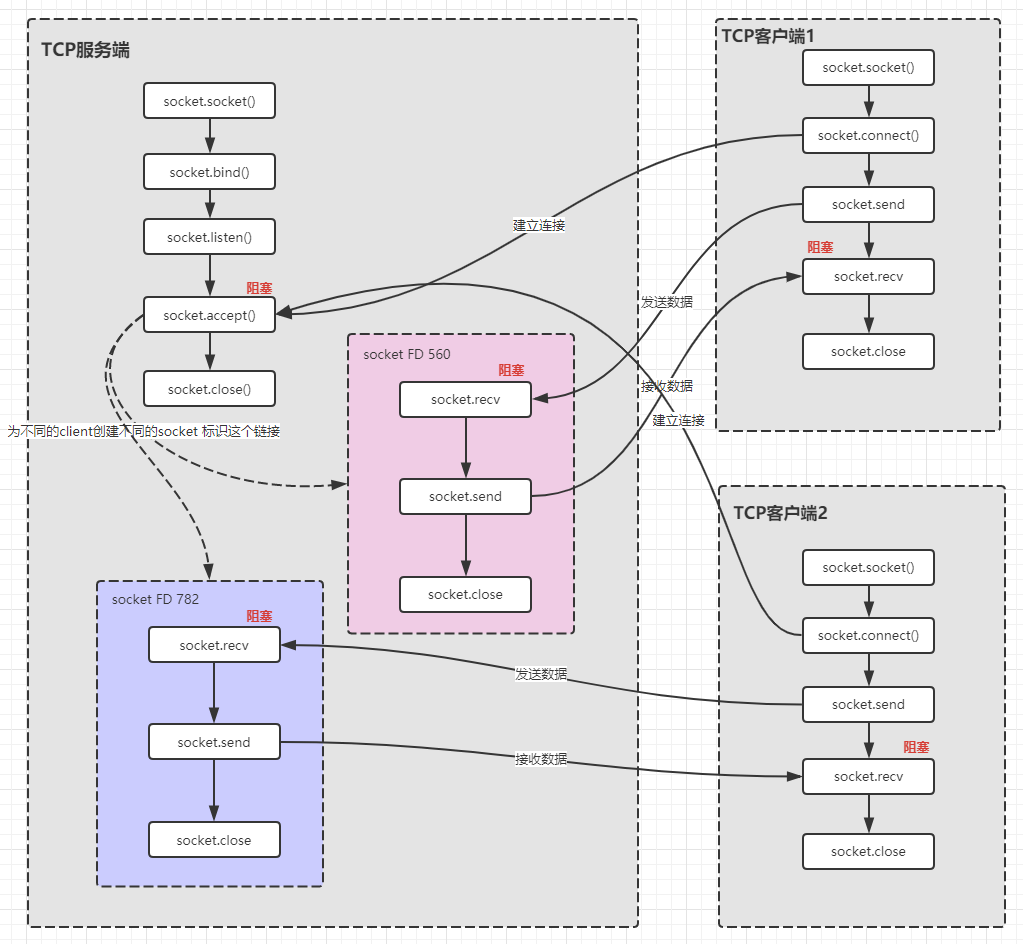 TCP服务端
socket.socket()
socket.bind()
socket.listen()
阻塞
socket.accept()
socket.close()
为不同的client创建不同的socket 标识这个链接
socket FD 560
阻塞
socket.recv
socket.send
socket.close
socket FD 782
阻塞
socket.recv
socket.send
socket.close
建立连接
发送数据
接收数据
建立连接
发送数据
接收数据
TCP客户端1
socket.socket()
socket.connect()
socket.send
阻塞
socket.recv
socket.close
TCP客户端2
socket.socket()
socket.connect()
socket.send
阻塞
socket.recv
socket.close